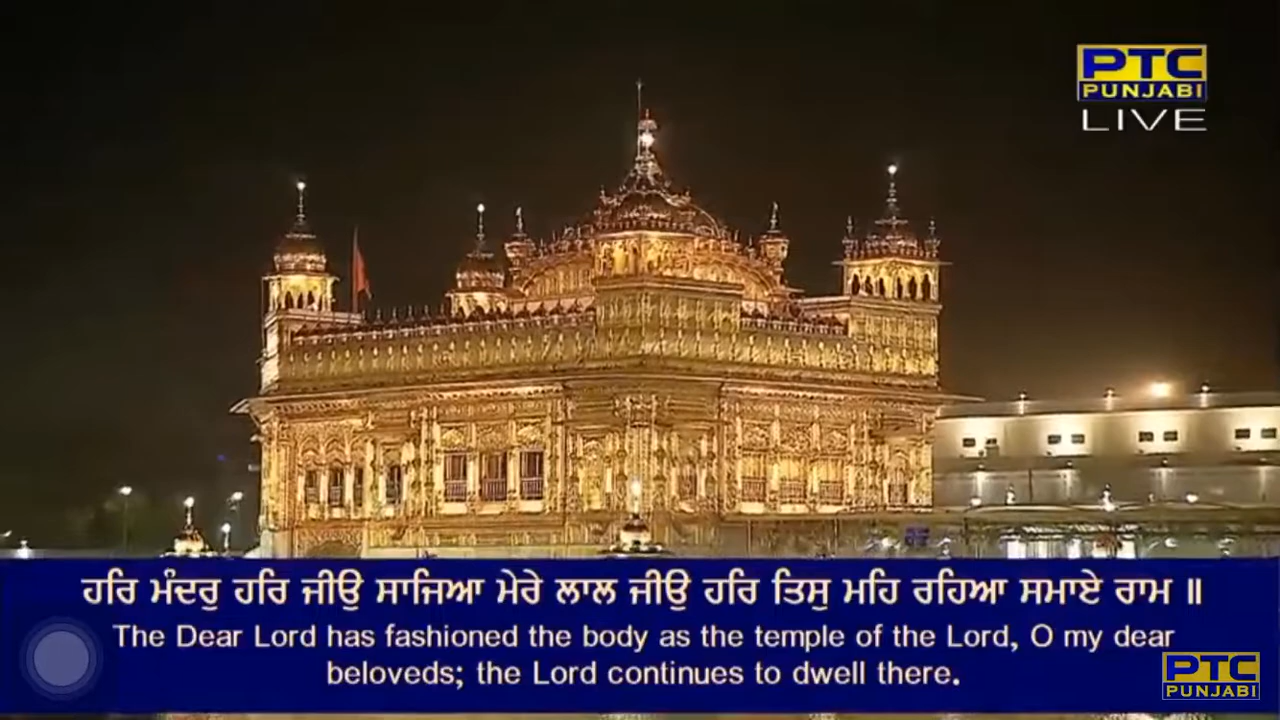 PTC
PUNJABI
LIVE
ਹਰਿ ਮੰਦਰੁ ਹਰਿ ਜੀਉ ਸਾਜਿਆ ਮੇਰੇ ਲਾਲ ਜੀਉ ਹਰਿ ਤਿਸੁ ਮਹਿ ਰਹਿਆ ਸਮਾਏ ਰਾਮ ॥
The Dear Lord has fashioned the body as the temple of the Lord, O my dear
beloveds; the Lord continues to dwell there.
PTC
PUNJABI